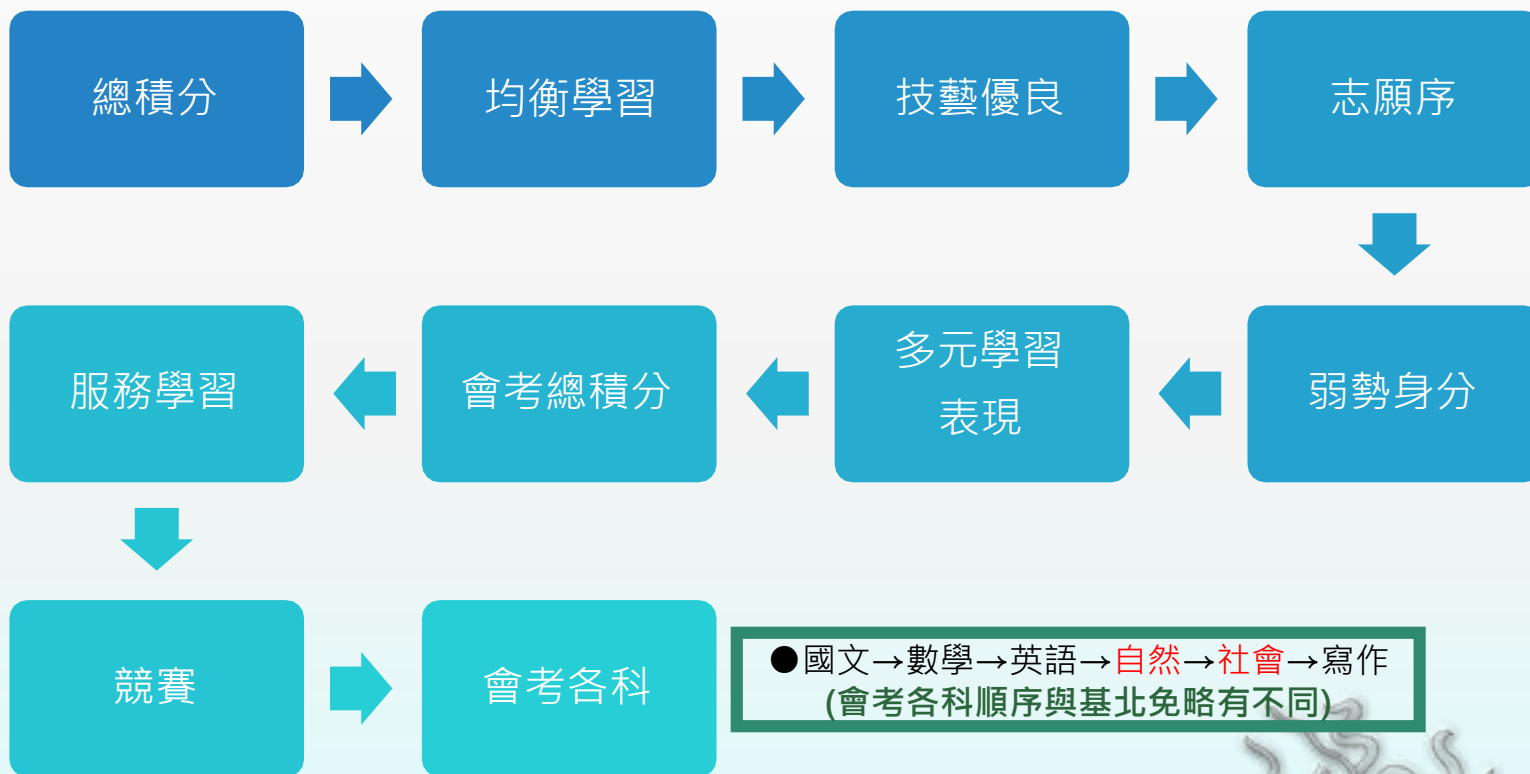 總積分
均衡學習
技藝優良
志願序
弱勢身分
多元學習
表現
會考總積分
服務學習
競賽
會考各科
●國文→數學→英語→自然→社會→寫作
(會考各科順序與基北免略有不同)